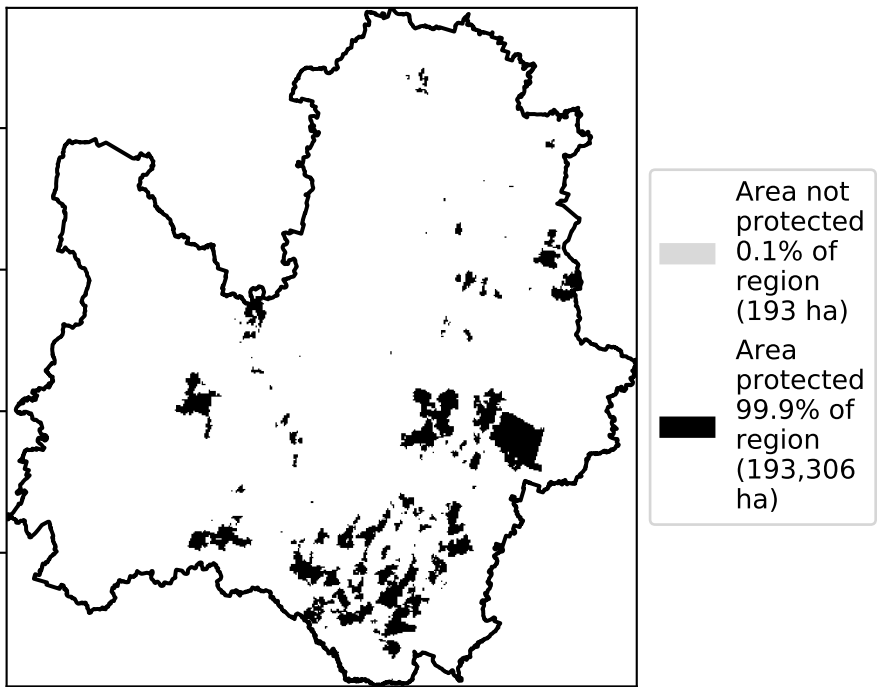 Area not
protected
0.1% of
region
(193 ha)
Area
protected
99.9% of
region
(193,306
ha)